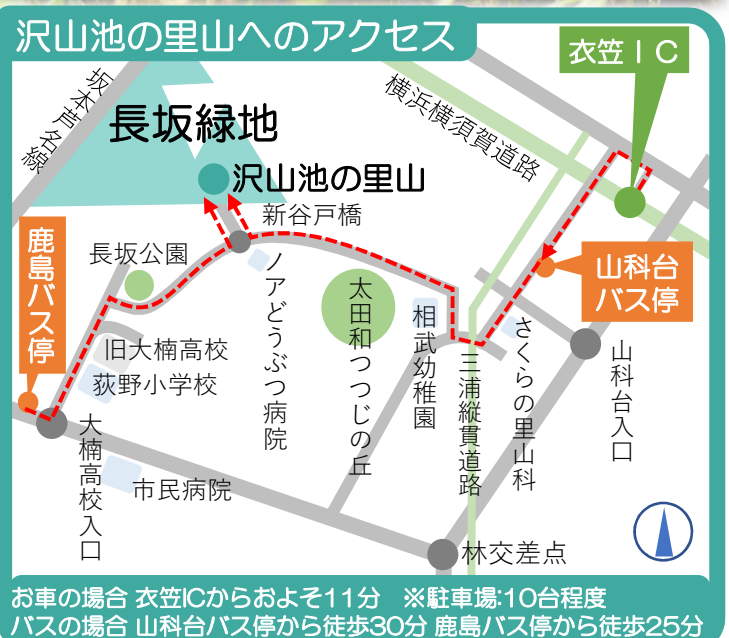 沢山池の里山へのアクセス
衣笠IC
坂本芦名線
横浜横須賀道路
長坂緑地
沢山池の里山
新谷戸橋
鹿島バス停
長坂公園
ノアどうぶつ病院
太田和つつじの丘
相武幼稚園
山科台
バス停
旧大楠高校
荻野小学校
三浦縦貫道路
さくらの里山科
山科台入口
大楠高校入口
市民病院
林交差点
お車の場合 衣笠ICからおよそ11分 ※駐車場:10台程度
バスの場合 山科台バス停から徒歩30分 鹿島バス停から徒歩25分